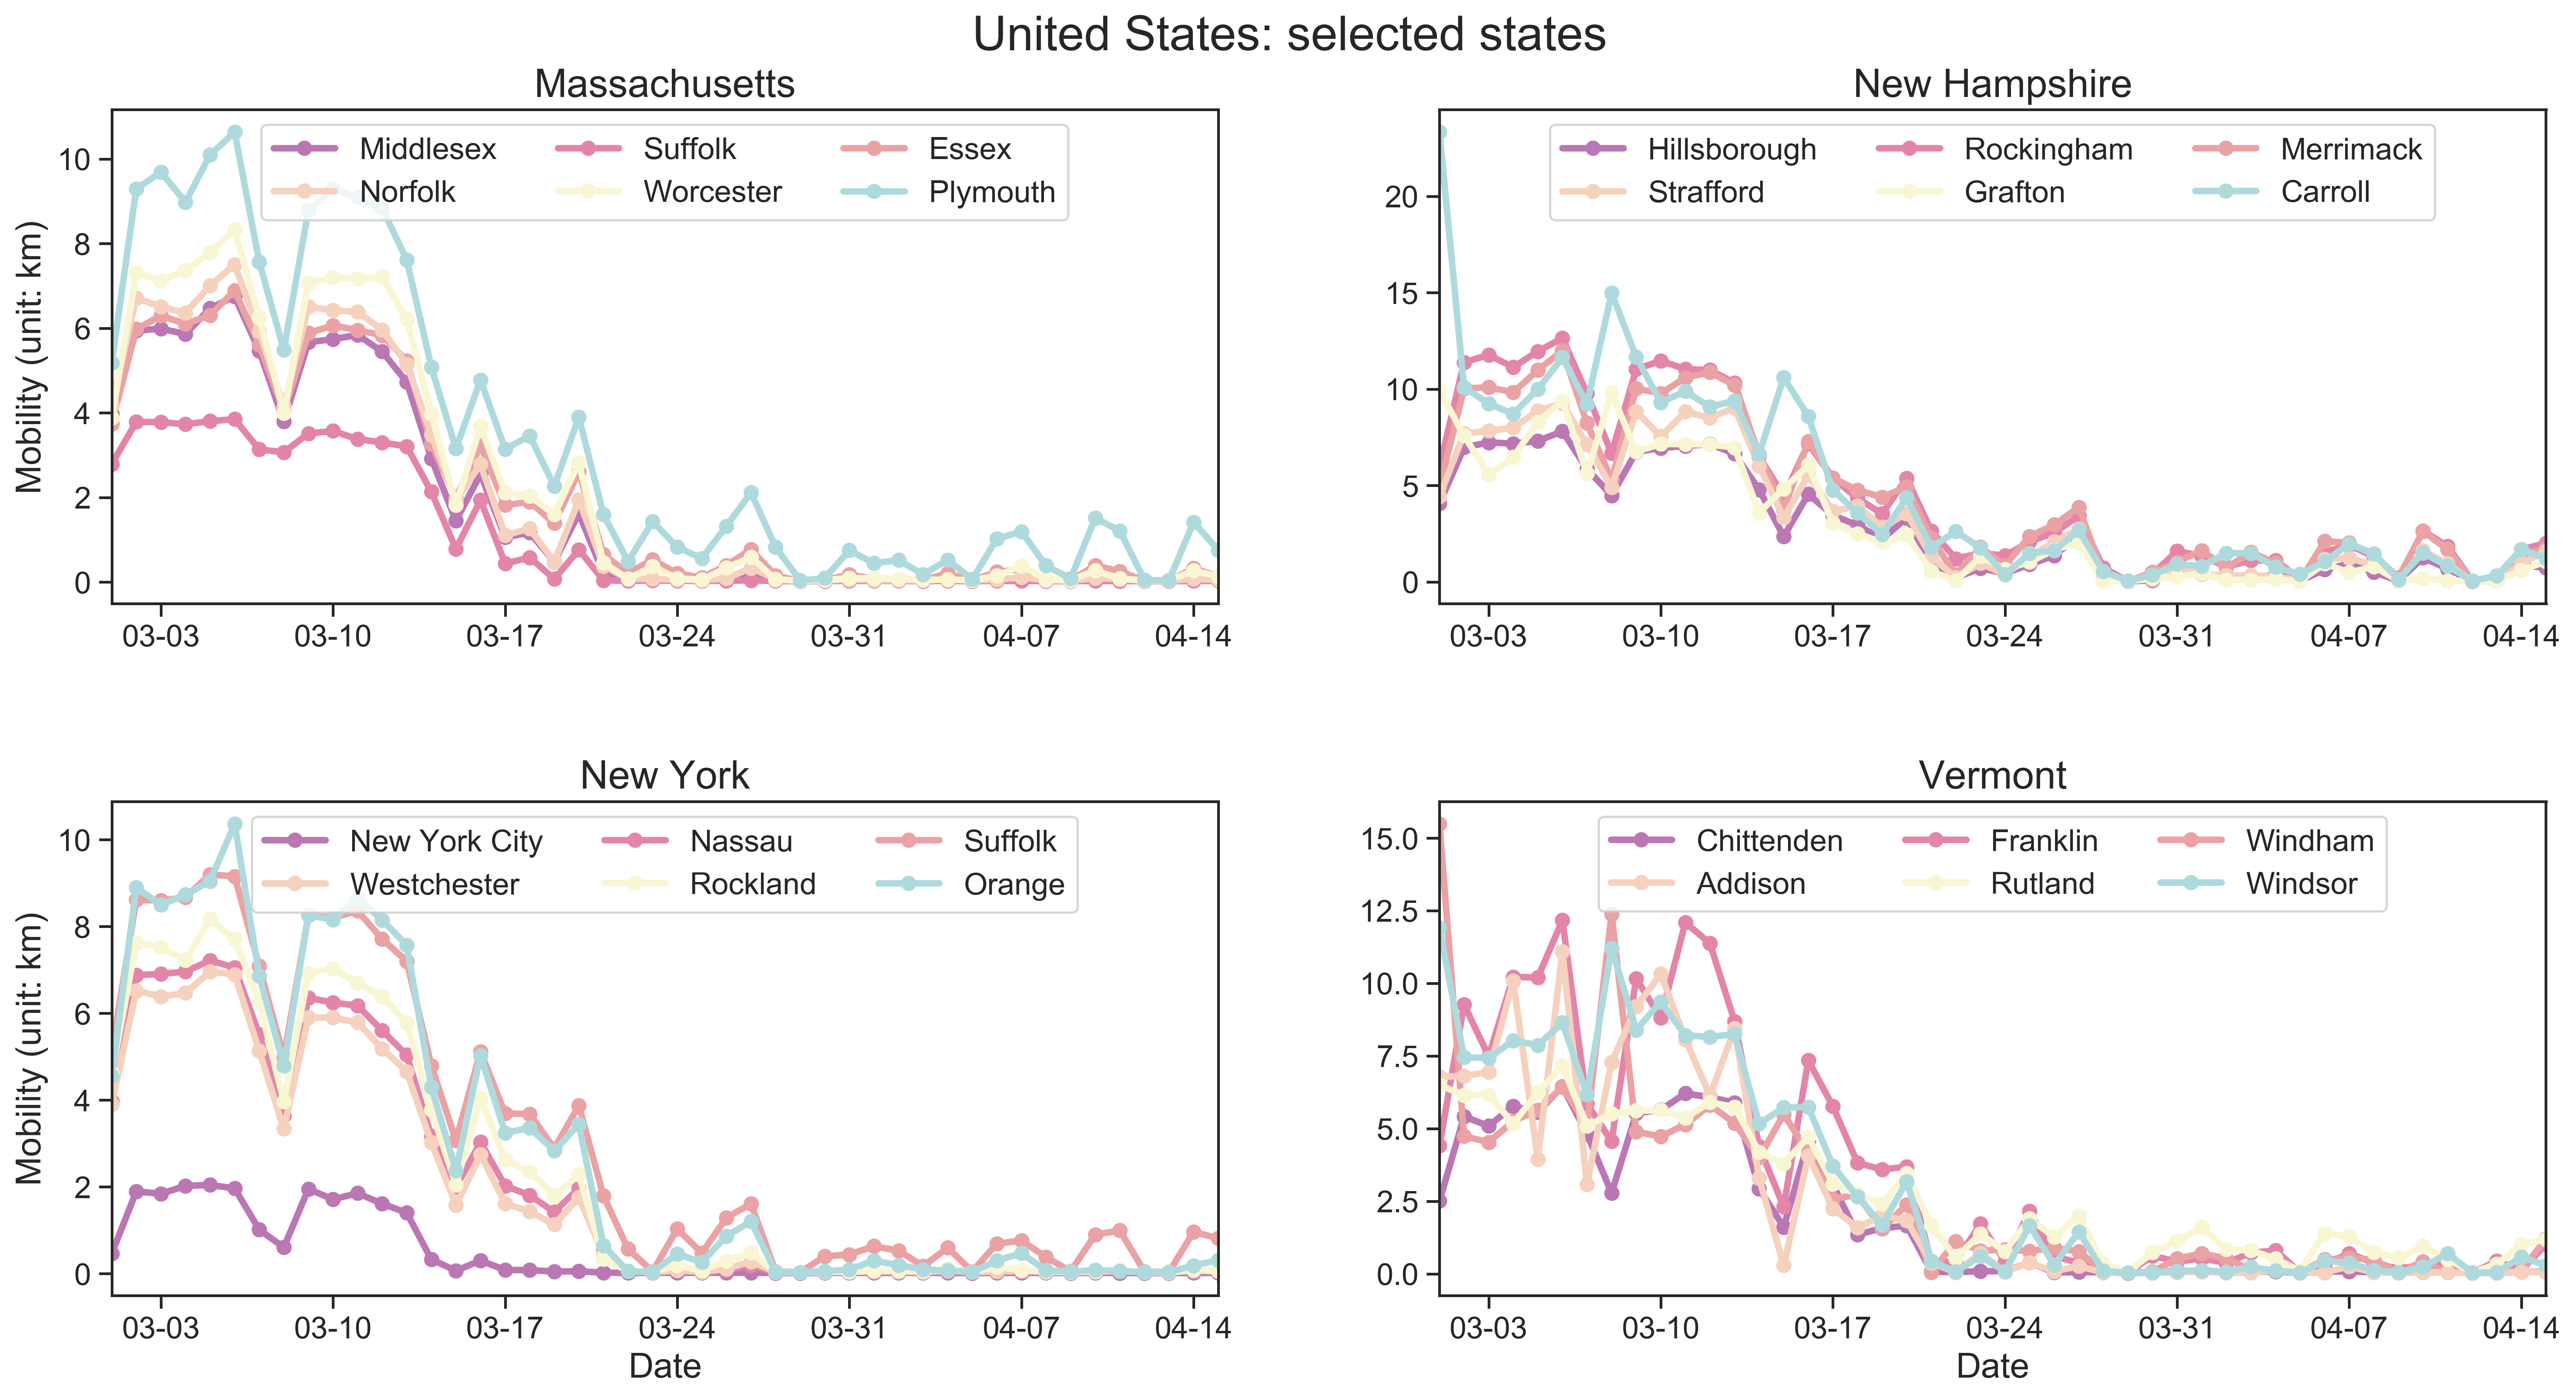 United States: selected states
Massachusetts
Middlesex Suffolk Essex
Norfolk Worcester Plymouth
Mobility (unit: km)
10
8
6
4
2
0
03-03 03-10 03-17 03-24 03-31 04-07 04-14
New Hampshire
Hillsborough Rockingham Merrimack
Strafford Grafton Carroll
20
15
10
5
0
03-03 03-10 03-17 03-24 03-31 04-07 04-14
New York
New York City Nassau Suffolk
Westchester Rockland Orange
Mobility (unit: km)
10
8
6
4
2
0
03-03 03-10 03-17 03-24 03-31 04-07 04-14
Date
Vermont
Chittenden Franklin Windham
Addison Rutland Windsor
15.0
12.5
10.0
7.5
5.0
2.5
0.0
03-03 03-10 03-17 03-24 03-31 04-07 04-14
Date